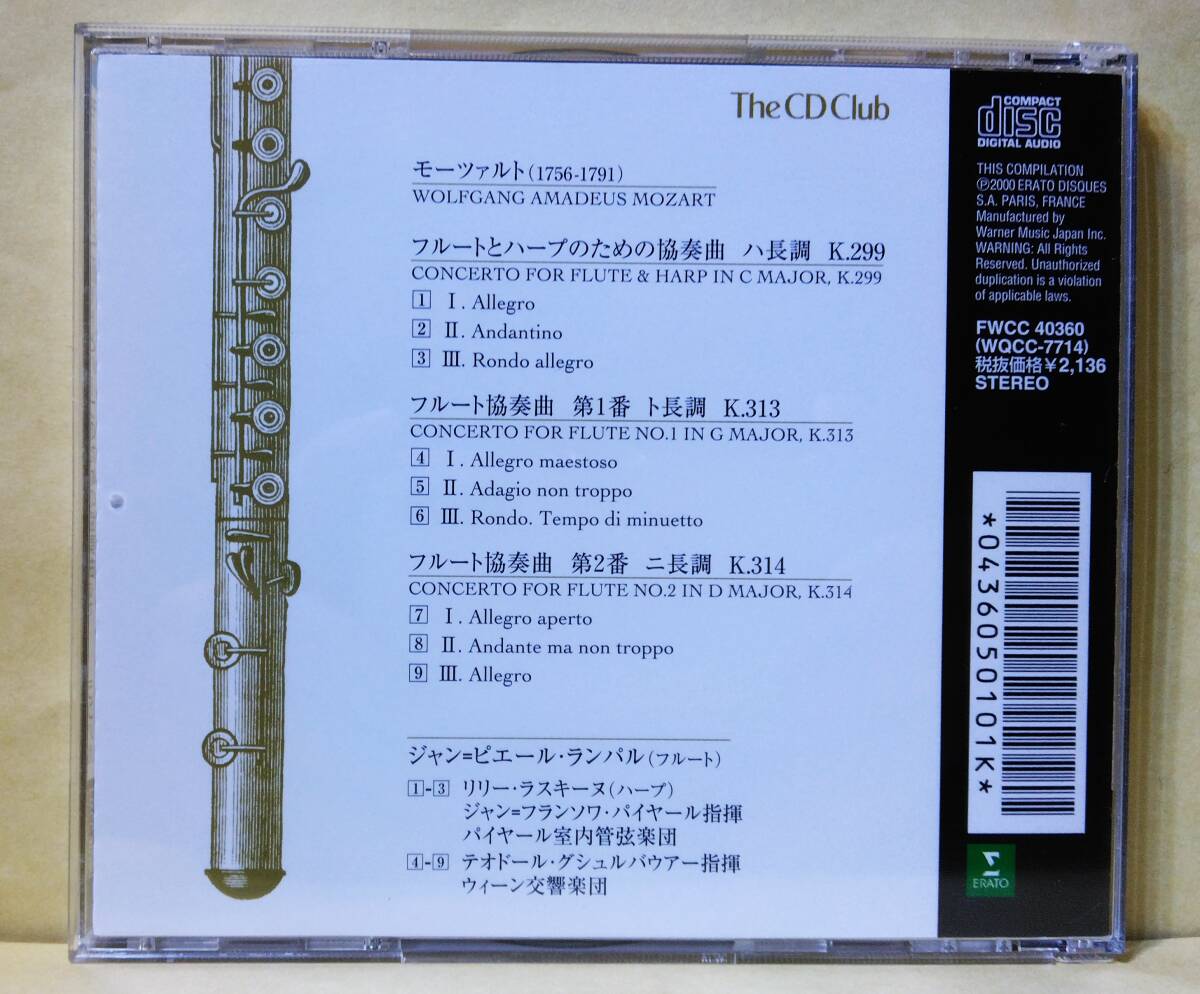 The CD Club
モーツァルト(1756-1791)
WOLFGANG AMADEUS MOZART
フルートとハープのための協奏曲 ハ長調 K.299
CONCERTO FOR FLUTE & HARP IN C MAJOR, K.299
1 Ⅰ. Allegro
2 Ⅱ. Andantino
3 Ⅲ. Rondo allegro
フルート協奏曲 第1番 ト長調 K.313
CONCERTO FOR FLUTE NO.1 IN G MAJOR, K.313
4 Ⅰ. Allegro maestoso
5 Ⅱ. Adagio non troppo
6 Ⅲ. Rondo. Tempo di minuetto
フルート協奏曲 第2番 ニ長調 K.314
CONCERTO FOR FLUTE NO.2 IN D MAJOR, K.314
7 Ⅰ. Allegro aperto
8 Ⅱ. Andante ma non troppo
9 Ⅲ. Allegro
ジャン=ピエール・ランパル(フルート)
1-3 リリー・ラスキーヌ(ハープ)
ジャン=フランソワ・パイヤール指揮
パイヤール室内管弦楽団
4-9 テオドール・グシュルバウアー指揮
ウィーン交響楽団
COMPACT
disc
DIGITAL AUDIO
THIS COMPILATION
Ⓟ2000 ERATO DISQUES
S.A. PARIS, FRANCE
Manufactured by
Warner Music Japan Inc.
WARNING: All Rights
Reserved. Unauthorized
duplication is a violation
of applicable laws.
FWCC 40360
(WQCC-7714)
税抜価格¥2,136
STEREO
*0436050101K*
ERATO